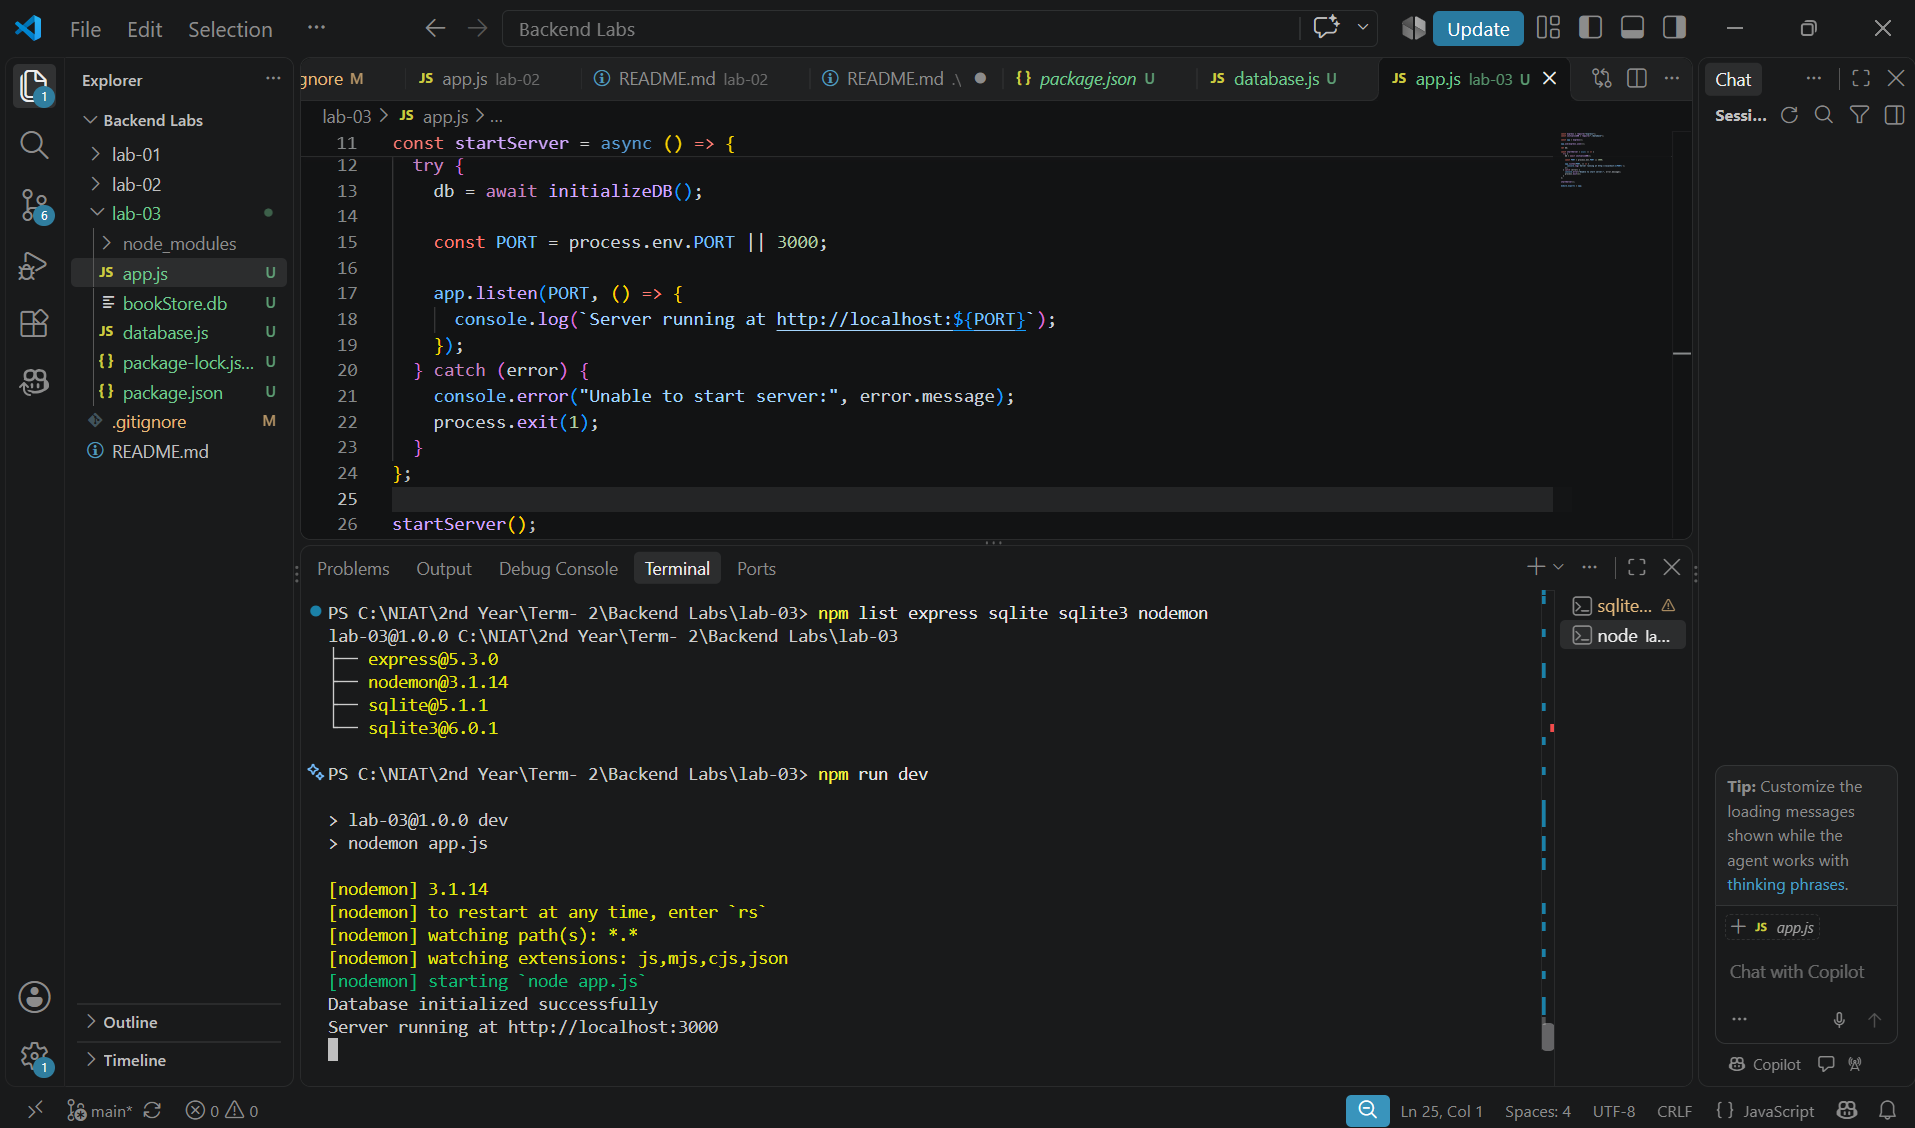 File Edit Selection ···
Backend Labs
Update
Explorer
Backend Labs
lab-01
lab-02
lab-03
node_modules
JS app.js U
bookStore.db U
JS database.js U
{} package-lock.js... U
{} package.json U
.gitignore M
README.md
Outline
Timeline
1
6
1
gnore M
JS app.js lab-02
README.md lab-02
README.md .\
{} package.json U
JS database.js U
JS app.js lab-03 U
lab-03 > JS app.js > ...
11 const startServer = async () => {
12 try {
13 db = await initializeDB();
14
15 const PORT = process.env.PORT || 3000;
16
17 app.listen(PORT, () => {
18 console.log(`Server running at http://localhost:${PORT}`);
19 });
20 } catch (error) {
21 console.error("Unable to start server:", error.message);
22 process.exit(1);
23 }
24 };
25
26 startServer();
Problems Output Debug Console Terminal Ports
PS C:\NIAT\2nd Year\Term- 2\Backend Labs\lab-03> npm list express sqlite sqlite3 nodemon
lab-03@1.0.0 C:\NIAT\2nd Year\Term- 2\Backend Labs\lab-03
├── express@5.3.0
├── nodemon@3.1.14
├── sqlite@5.1.1
└── sqlite3@6.0.1
PS C:\NIAT\2nd Year\Term- 2\Backend Labs\lab-03> npm run dev
> lab-03@1.0.0 dev
> nodemon app.js
[nodemon] 3.1.14
[nodemon] to restart at any time, enter `rs`
[nodemon] watching path(s): *.*
[nodemon] watching extensions: js,mjs,cjs,json
[nodemon] starting `node app.js`
Database initialized successfully
Server running at http://localhost:3000
sqlite...
node la...
Chat
Sessi...
Tip: Customize the
loading messages
shown while the
agent works with
thinking phrases.
+ JS app.js
Chat with Copilot
Copilot
main*
0 0
Ln 25, Col 1
Spaces: 4
UTF-8
CRLF
{} JavaScript